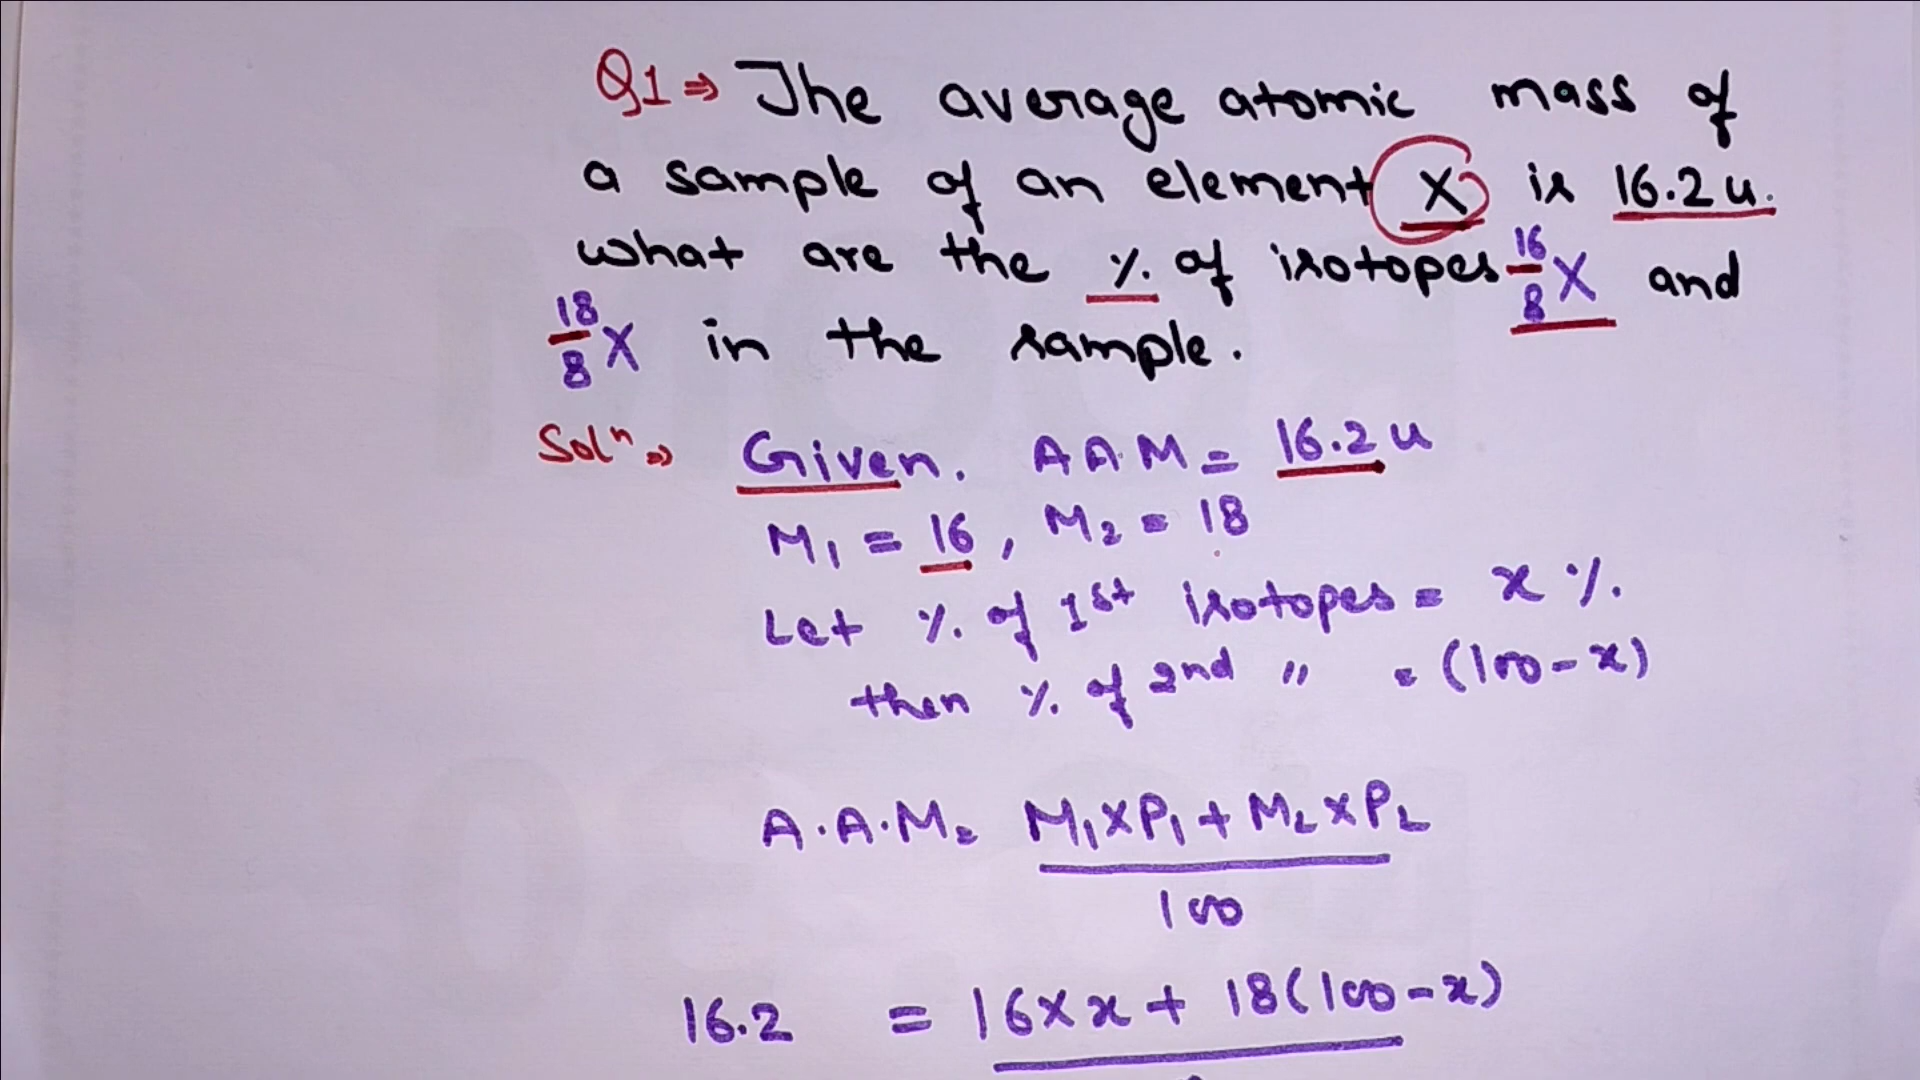 Q1⇒ The average atomic mass of
a sample of an element X is 16.2u.
what are the % of isotopes 16/8 X and
18/8 X in the sample.
Solⁿ⇒ Given. AAM = 16.2u
M₁ = 16, M₂ = 18
Let % of 1st isotopes = x %.
then % of 2nd " = (100-x)
A.A.M = M₁×P₁ + M₂×P₂
100
16.2 = 16×x + 18(100-x)